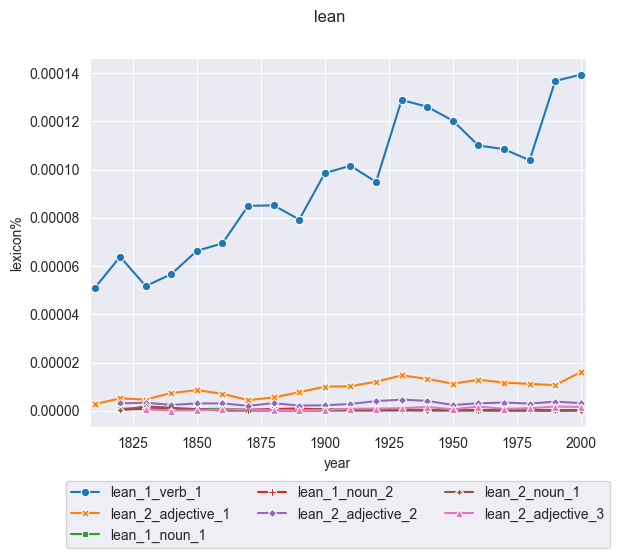 lean
0.00014
0.00012
0.00010
0.00008
0.00006
0.00004
0.00002
0.00000
lexicon%
1825 1850 1875 1900 1925 1950 1975 2000
year
lean_1_verb_1 lean_1_noun_2 lean_2_noun_1
lean_2_adjective_1 lean_2_adjective_2 lean_2_adjective_3
lean_1_noun_1